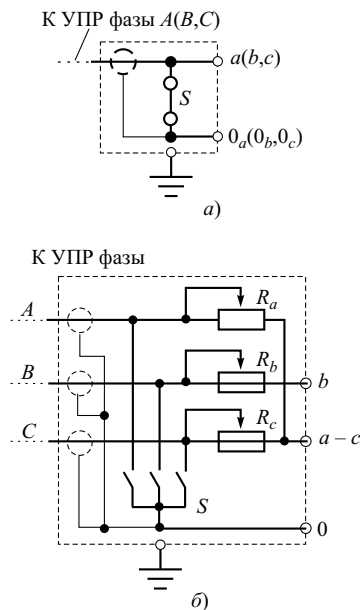 К УПР фазы A(B,C)
a(b,c)
S
0a(0b,0c)
а)
К УПР фазы
A
Ra
B
Rb
b
C
Rc
a – c
S
0
б)